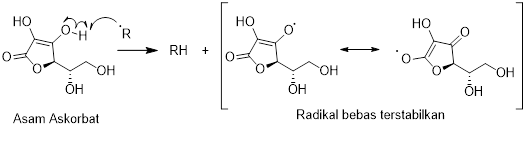 HO O H •R
O O OH
OH
RH +
HO O•
O O OH
OH
HO O
•O O OH
OH
Asam Askorbat
Radikal bebas terstabilkan